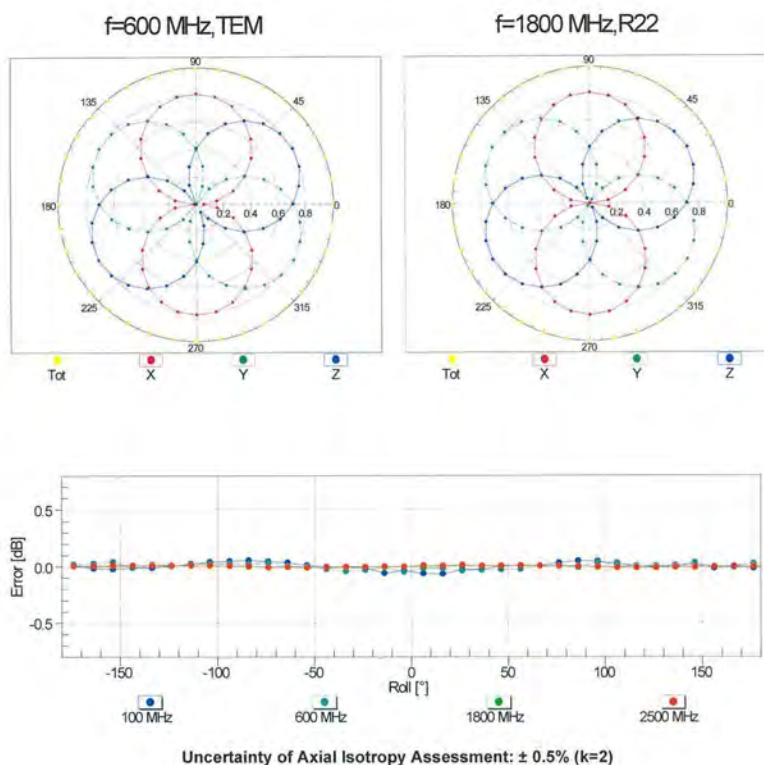 f=600 MHz,TEM
f=1800 MHz,R22
90
135
45
180
0.2
0.4
0.6
0.8
0
225
315
270
Tot
X
Y
Z
90
135
45
180
0.2
0.4
0.6
0.8
0
225
315
270
Tot
X
Y
Z
Error [dB]
0.5
0.0
-0.5
-150
-100
-50
0
50
100
150
Roll [°]
100 MHz
600 MHz
1800 MHz
2500 MHz
Uncertainty of Axial Isotropy Assessment: ± 0.5% (k=2)